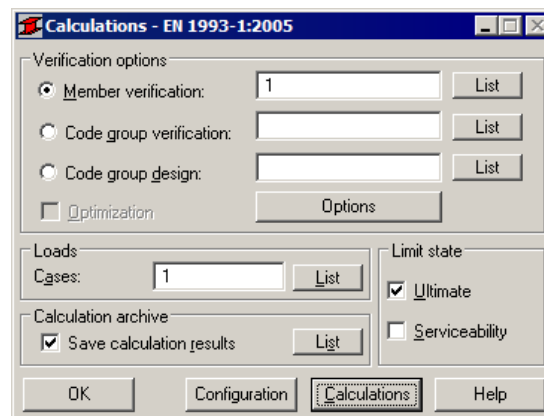 Calculations - EN 1993-1:2005
Verification options
Member verification: 1 List
Code group verification: List
Code group design: List
Optimization Options
Loads
Cases: 1 List
Limit state
Ultimate
Serviceability
Calculation archive
Save calculation results List
OK Configuration Calculations Help